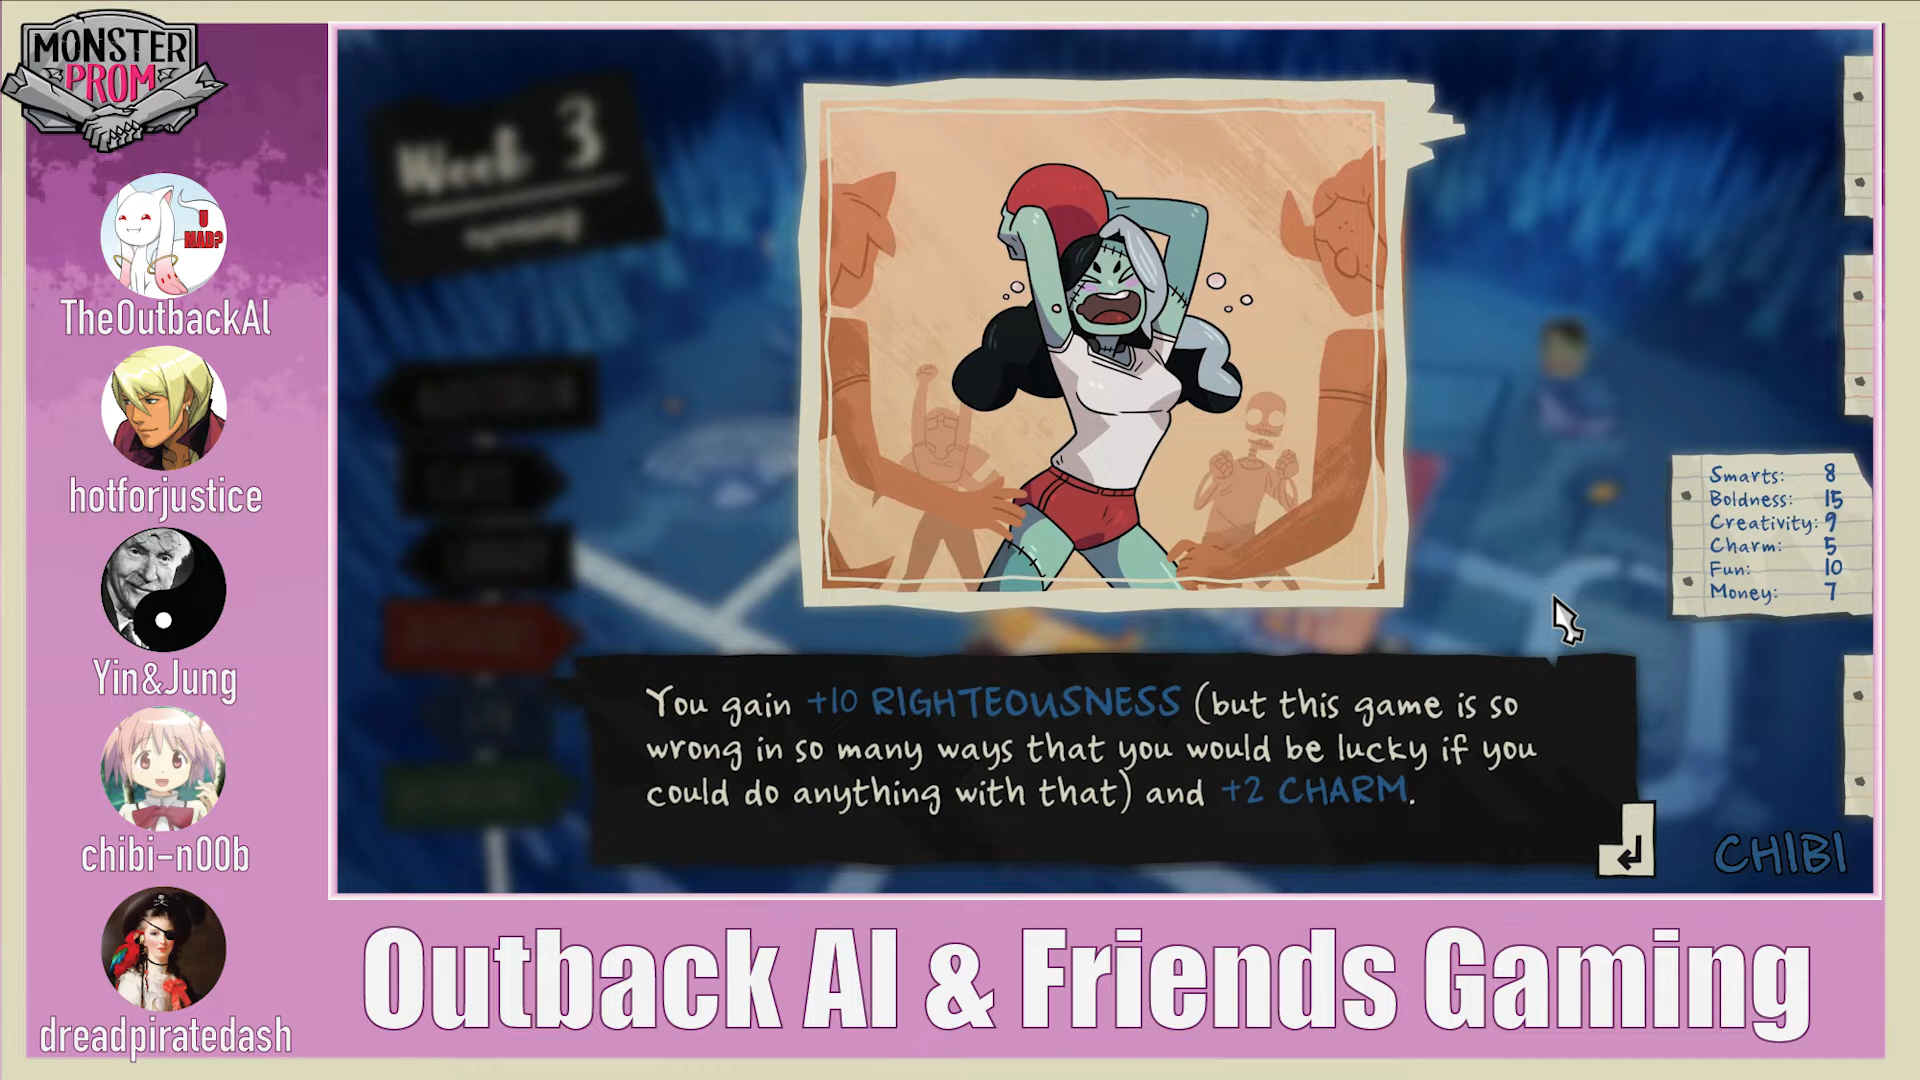 MONSTER
PROM
U
MAD?
TheOutbackAl
hotforjustice
Yin&Jung
chibi-n00b
dreadpiratedash
Week 3
Smarts: 8
Boldness: 15
Creativity: 9
Charm: 5
Fun: 10
Money: 7
You gain +10 RIGHTEOUSNESS (but this game is so
wrong in so many ways that you would be lucky if you
could do anything with that) and +2 CHARM.
CHIBI
Outback Al & Friends Gaming